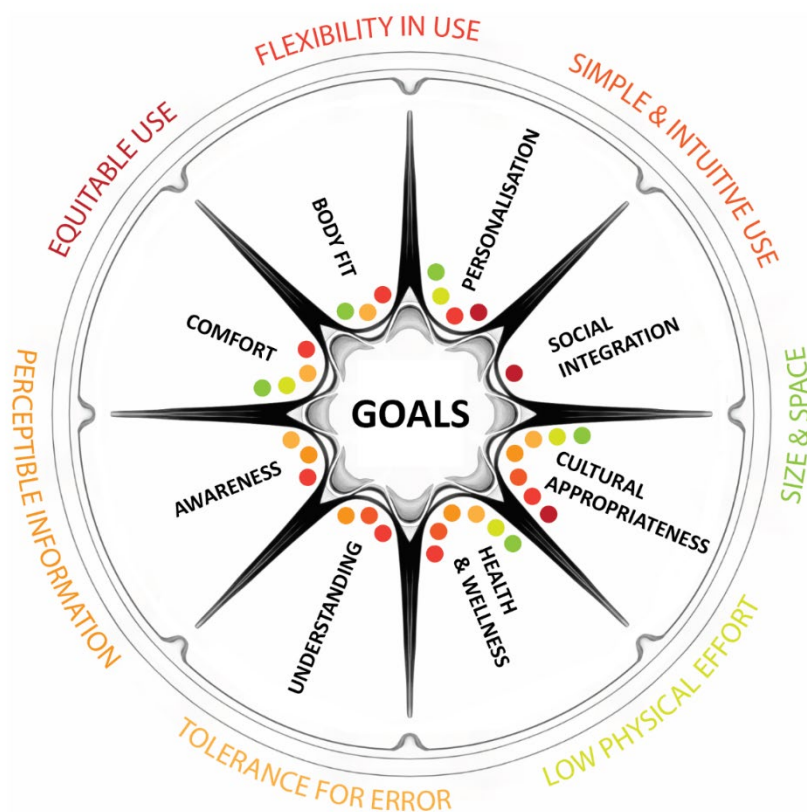 FLEXIBILITY IN USE
SIMPLE & INTUITIVE USE
SIZE & SPACE
LOW PHYSICAL EFFORT
TOLERANCE FOR ERROR
PERCEPTIBLE INFORMATION
EQUITABLE USE
BODY FIT
PERSONALISATION
SOCIAL
INTEGRATION
CULTURAL
APPROPRIATENESS
HEALTH
& WELLNESS
UNDERSTANDING
AWARENESS
COMFORT
GOALS